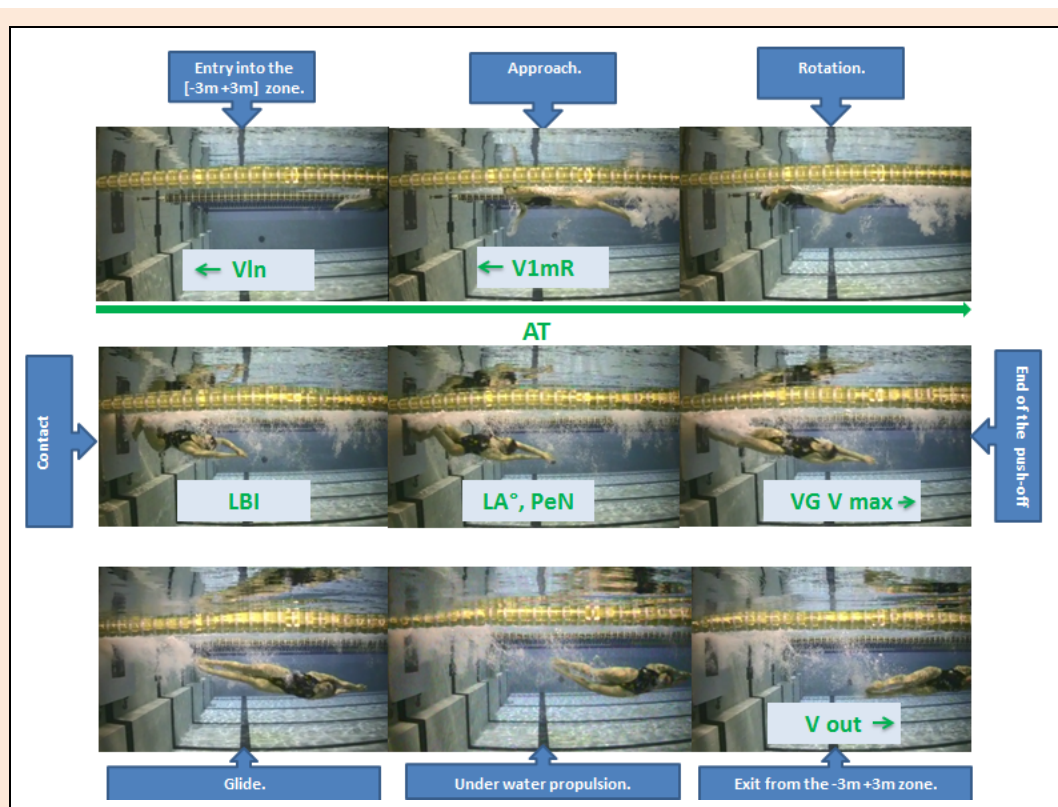 Entry into the
[-3m +3m] zone.
Approach.
Rotation.
← Vln
← V1mR
AT
Contact
LBI
LA°, PeN
VG V max →
End of the push-off
V out →
Glide.
Under water propulsion.
Exit from the -3m +3m zone.